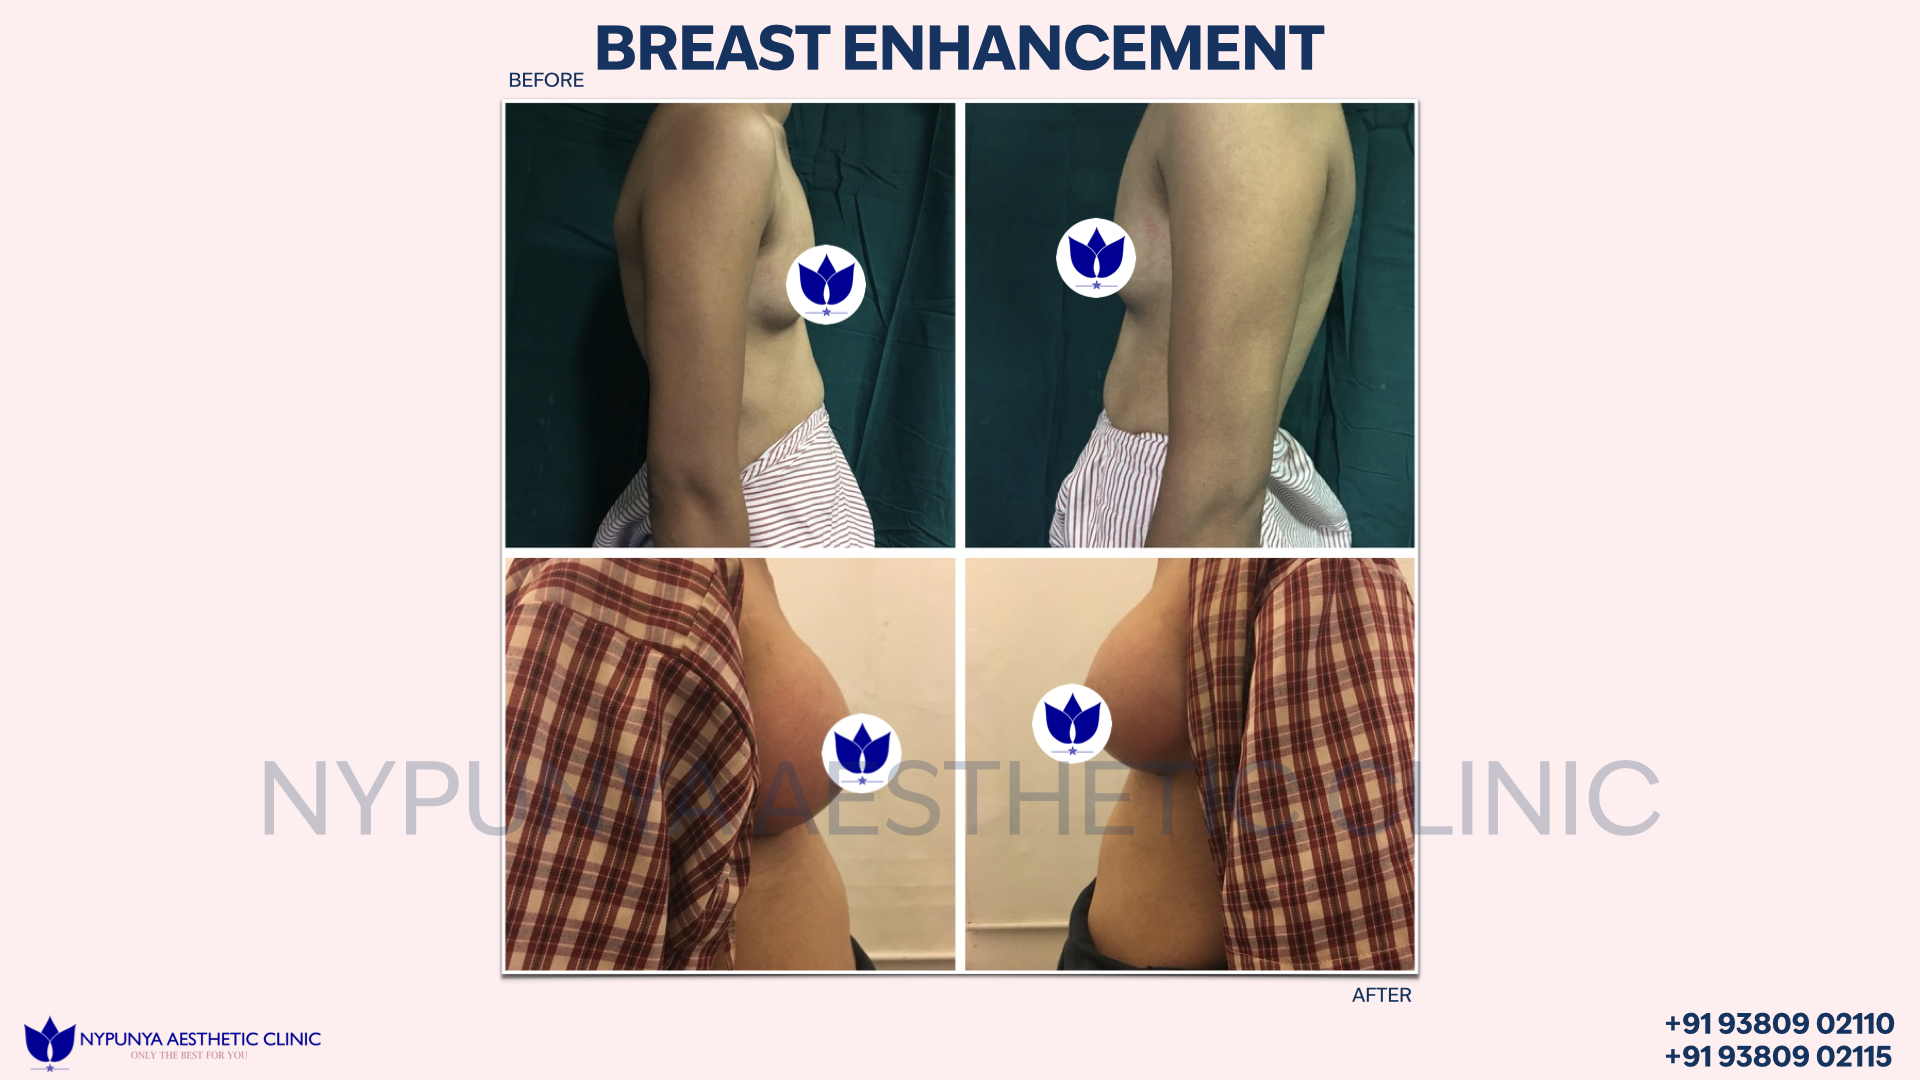 BREAST ENHANCEMENT
BEFORE
NYPUNYA AESTHETIC CLINIC
AFTER
NYPUNYA AESTHETIC CLINIC
ONLY THE BEST FOR YOU
+91 93809 02110
+91 93809 02115